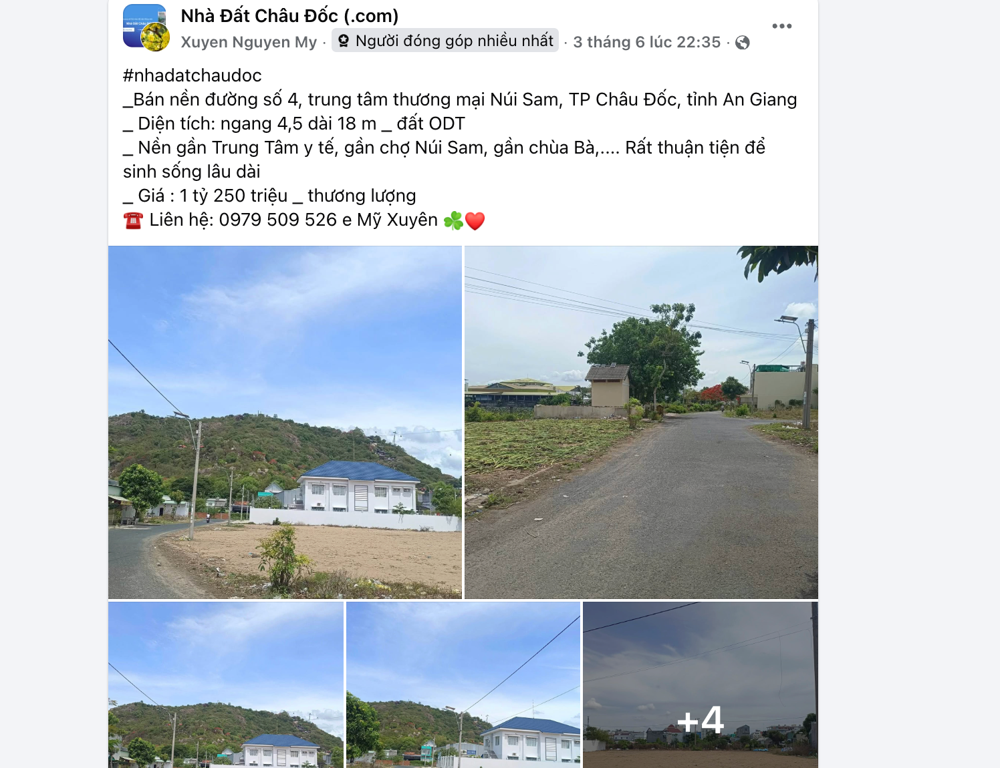 Nhà Đất Châu Đốc (.com)
Xuyen Nguyen My · Người đóng góp nhiều nhất · 3 tháng 6 lúc 22:35 ·
#nhadatchaudoc
_Bán nền đường số 4, trung tâm thương mại Núi Sam, TP Châu Đốc, tỉnh An Giang
_ Diện tích: ngang 4,5 dài 18 m _ đất ODT
_ Nền gần Trung Tâm y tế, gần chợ Núi Sam, gần chùa Bà,.... Rất thuận tiện để
sinh sống lâu dài
_ Giá : 1 tỷ 250 triệu _ thương lượng
☎️ Liên hệ: 0979 509 526 e Mỹ Xuyên ☘️❤️
+4